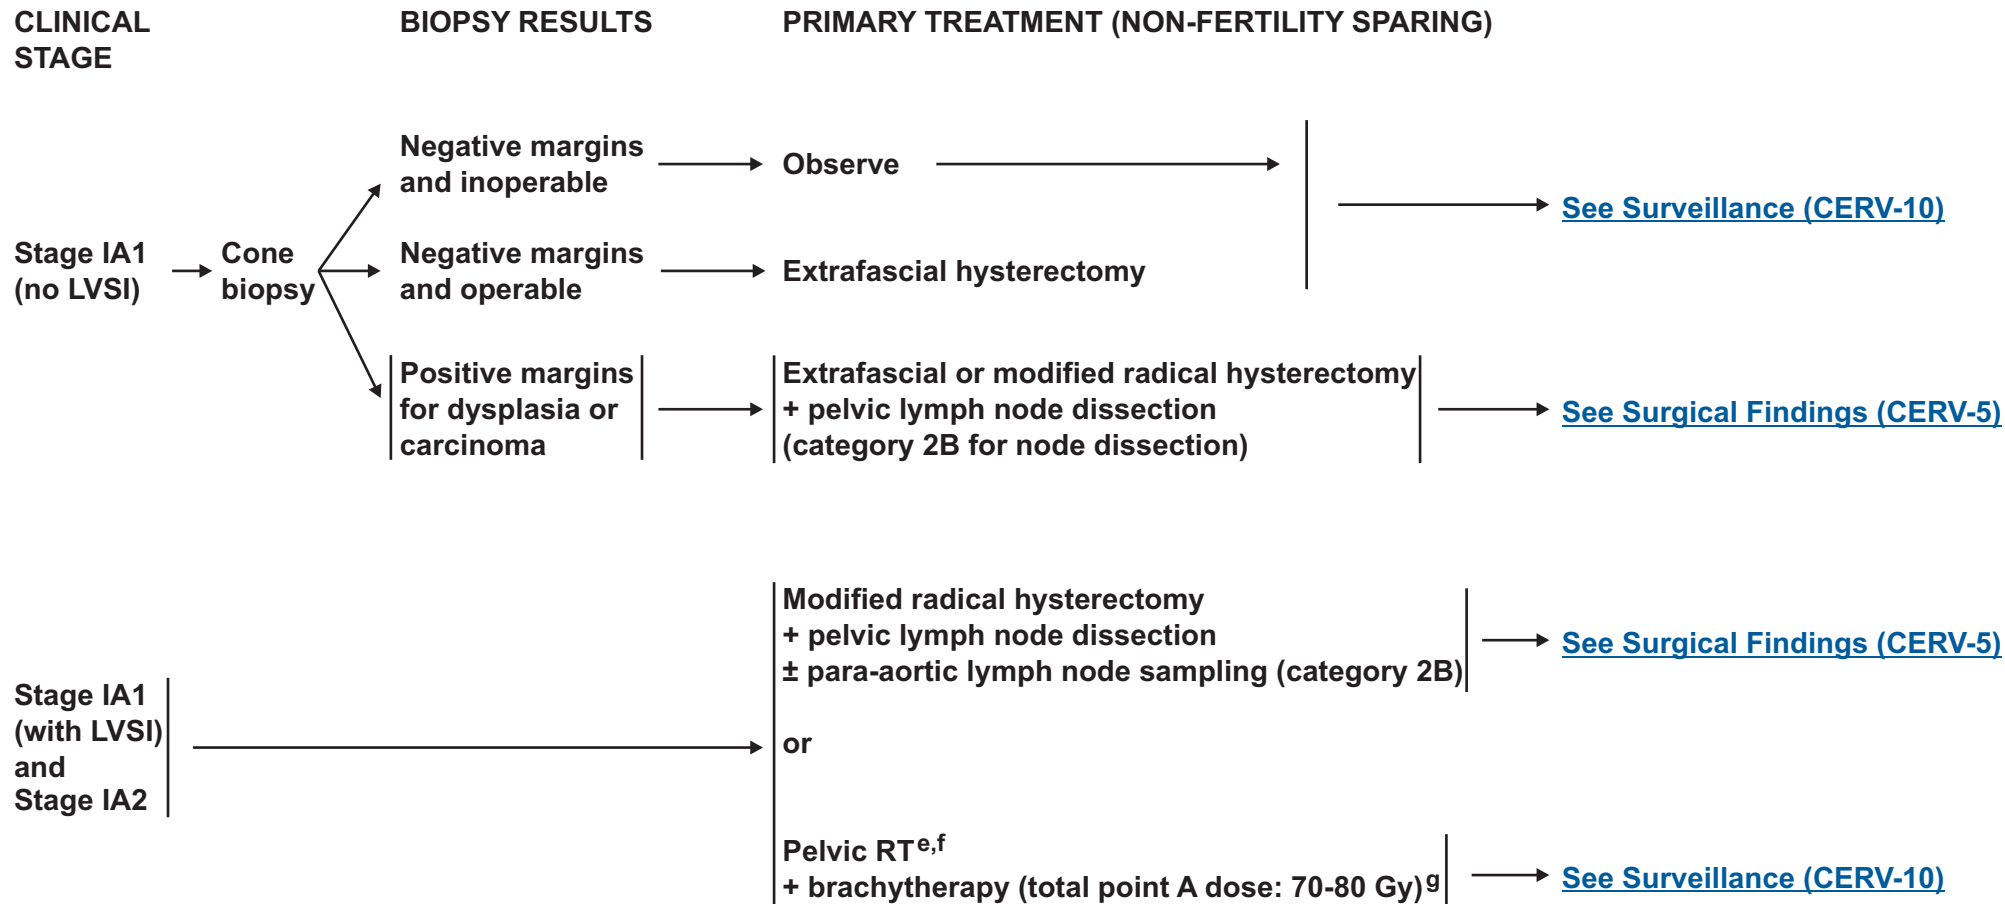 CLINICAL
STAGE
BIOPSY RESULTS
PRIMARY TREATMENT (NON-FERTILITY SPARING)
Stage IA1
(no LVSI)
Cone
biopsy
Negative margins
and inoperable
Observe
See Surveillance (CERV-10)
Negative margins
and operable
Extrafascial hysterectomy
Positive margins
for dysplasia or
carcinoma
Extrafascial or modified radical hysterectomy
+ pelvic lymph node dissection
(category 2B for node dissection)
See Surgical Findings (CERV-5)
Stage IA1
(with LVSI)
and
Stage IA2
Modified radical hysterectomy
+ pelvic lymph node dissection
± para-aortic lymph node sampling (category 2B)
See Surgical Findings (CERV-5)
or
Pelvic RT e,f
+ brachytherapy (total point A dose: 70-80 Gy) g
See Surveillance (CERV-10)